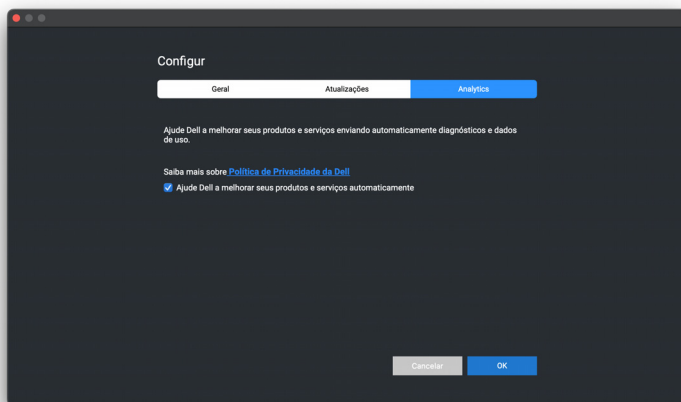 Configur
Geral Atualizações Analytics
Ajude Dell a melhorar seus produtos e serviços enviando automaticamente diagnósticos e dados
de uso.
Saiba mais sobre Política de Privacidade da Dell
Ajude Dell a melhorar seus produtos e serviços automaticamente
Cancelar OK